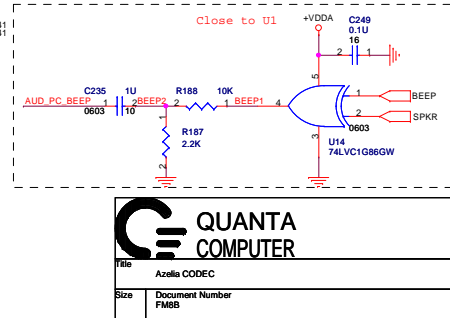 41
41
Close to U1
+VDDA
C249
0.1U
16
2 1
5
C235 1U
R188 10K
AUD_PC_BEEP 1 2 BEEP2 2 1 BEEP1 4
0603 10
1 BEEP
2 SPKR
0603
1
R187
2.2K
2
3
U14
74LVC1G86GW
QUANTA
COMPUTER
Title
Azelia CODEC
Size Document Number
FM8B